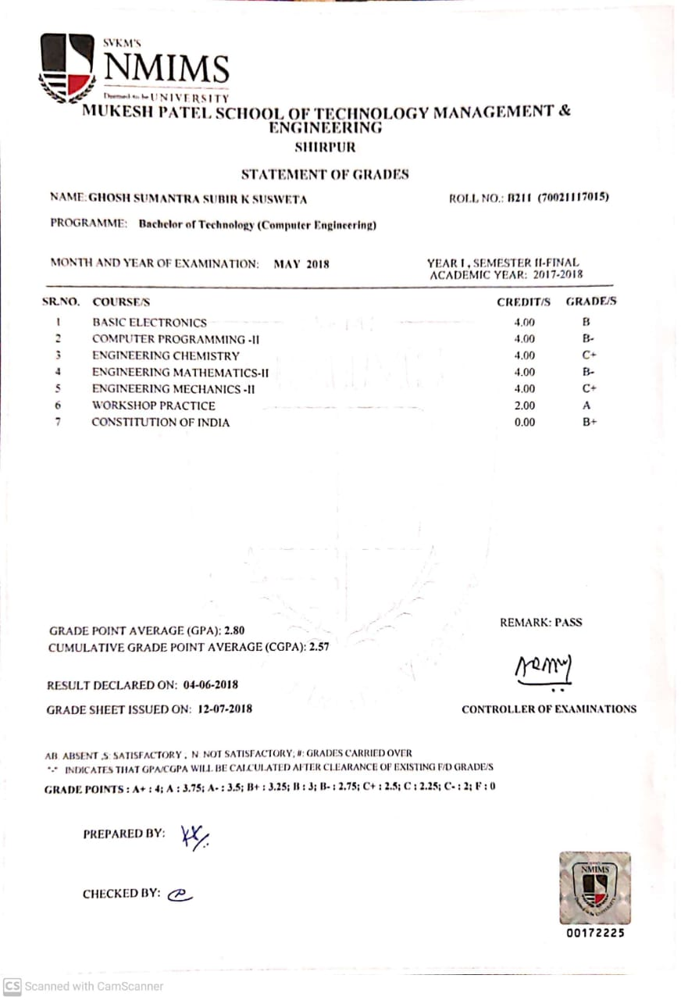 SVKM'S
NMIMS
Deemed to be UNIVERSITY
MUKESH PATEL SCHOOL OF TECHNOLOGY MANAGEMENT &
ENGINEERING
SHIRPUR
STATEMENT OF GRADES
NAME: GHOSH SUMANTRA SUBIR K SUSWETA ROLL NO.: B211 (70021117015)
PROGRAMME: Bachelor of Technology (Computer Engineering)
MONTH AND YEAR OF EXAMINATION: MAY 2018 YEAR I , SEMESTER II-FINAL
ACADEMIC YEAR: 2017-2018
SR.NO. COURSE/S CREDIT/S GRADE/S
1 BASIC ELECTRONICS 4.00 B
2 COMPUTER PROGRAMMING -II 4.00 B-
3 ENGINEERING CHEMISTRY 4.00 C+
4 ENGINEERING MATHEMATICS-II 4.00 B-
5 ENGINEERING MECHANICS -II 4.00 C+
6 WORKSHOP PRACTICE 2.00 A
7 CONSTITUTION OF INDIA 0.00 B+
REMARK: PASS
GRADE POINT AVERAGE (GPA): 2.80
CUMULATIVE GRADE POINT AVERAGE (CGPA): 2.57
RESULT DECLARED ON: 04-06-2018
GRADE SHEET ISSUED ON: 12-07-2018 CONTROLLER OF EXAMINATIONS
AB: ABSENT ,S: SATISFACTORY , N: NOT SATISFACTORY; #: GRADES CARRIED OVER
"-" INDICATES THAT GPA/CGPA WILL BE CALCULATED AFTER CLEARANCE OF EXISTING F/D GRADE/S
GRADE POINTS : A+ : 4; A : 3.75; A- : 3.5; B+ : 3.25; B : 3; B- : 2.75; C+ : 2.5; C : 2.25; C- : 2; F : 0
PREPARED BY:
CHECKED BY:
NMIMS
00172225
CS Scanned with CamScanner